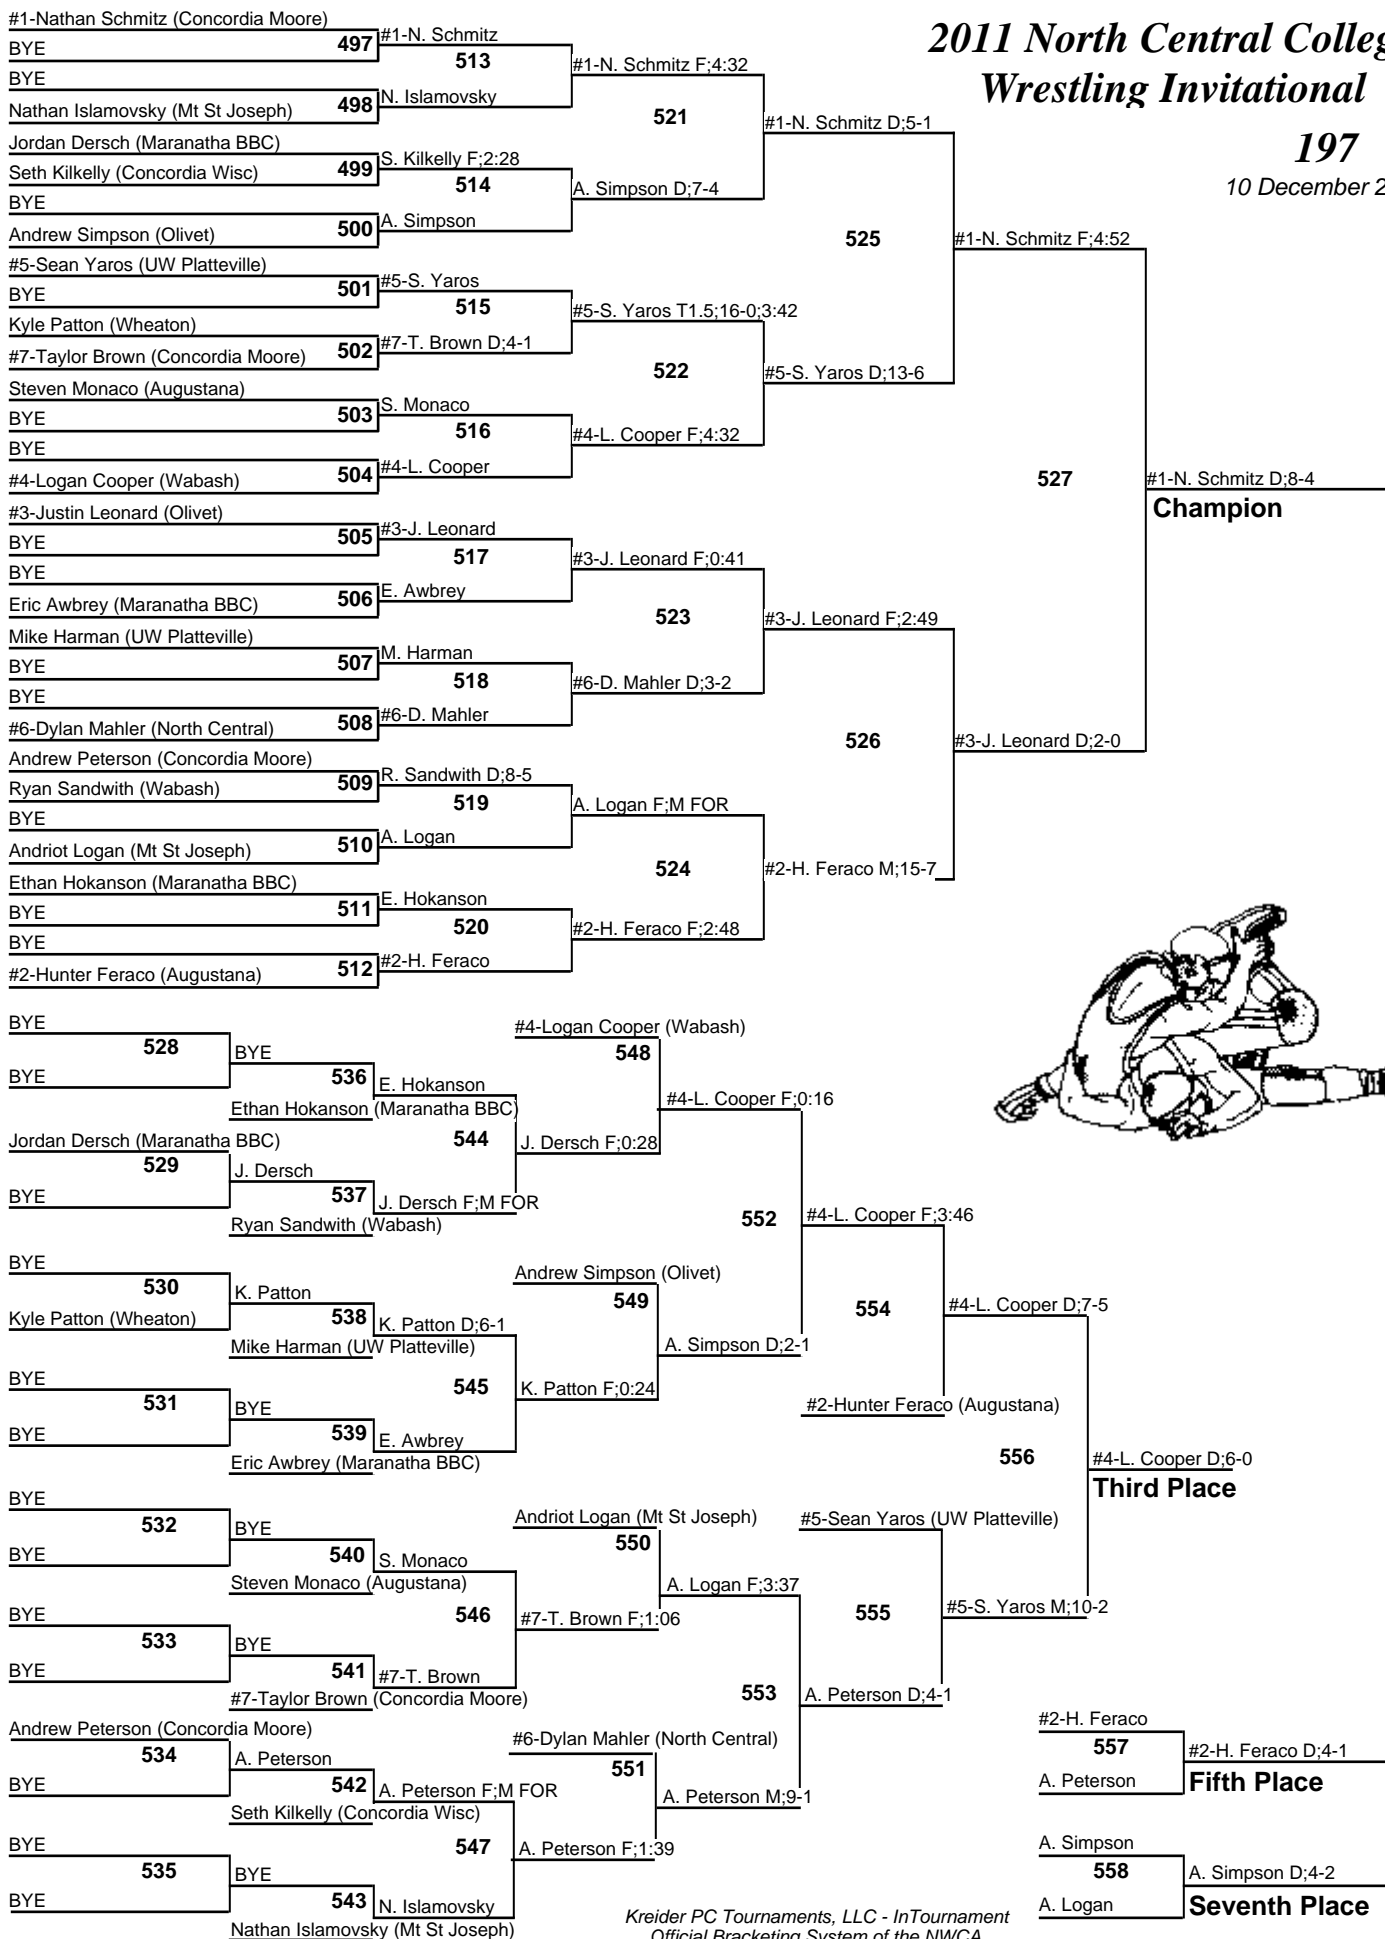 #1-Nathan Schmitz (Concordia Moore)
BYE
497
BYE
Nathan Islamovsky (Mt St Joseph)
498
Jordan Dersch (Maranatha BBC)
Seth Kilkelly (Concordia Wisc)
499
BYE
Andrew Simpson (Olivet)
500
#5-Sean Yaros (UW Platteville)
BYE
501
Kyle Patton (Wheaton)
#7-Taylor Brown (Concordia Moore)
502
Steven Monaco (Augustana)
BYE
503
BYE
#4-Logan Cooper (Wabash)
504
#3-Justin Leonard (Olivet)
BYE
505
BYE
Eric Awbrey (Maranatha BBC)
506
Mike Harman (UW Platteville)
BYE
507
BYE
#6-Dylan Mahler (North Central)
508
Andrew Peterson (Concordia Moore)
Ryan Sandwith (Wabash)
509
BYE
Andriot Logan (Mt St Joseph)
510
Ethan Hokanson (Maranatha BBC)
BYE
511
BYE
#2-Hunter Feraco (Augustana)
512
#1-N. Schmitz
513
N. Islamovsky
S. Kilkelly F;2:28
514
A. Simpson
#5-S. Yaros
515
#7-T. Brown D;4-1
S. Monaco
516
#4-L. Cooper
#3-J. Leonard
517
E. Awbrey
M. Harman
518
#6-D. Mahler
R. Sandwith D;8-5
519
A. Logan
E. Hokanson
520
#2-H. Feraco
#1-N. Schmitz F;4:32
521
A. Simpson D;7-4
#5-S. Yaros T1.5;16-0;3:42
522
#4-L. Cooper F;4:32
#3-J. Leonard F;0:41
523
#6-D. Mahler D;3-2
A. Logan F;M FOR
524
#2-H. Feraco F;2:48
#1-N. Schmitz D;5-1
525
#5-S. Yaros D;13-6
#3-J. Leonard F;2:49
526
#2-H. Feraco M;15-7
#1-N. Schmitz F;4:52
527
#3-J. Leonard D;2-0
#1-N. Schmitz D;8-4
Champion
2011 North Central Colleg
Wrestling Invitational
197
10 December 2
BYE
528
BYE
Jordan Dersch (Maranatha BBC)
529
BYE
BYE
530
Kyle Patton (Wheaton)
BYE
531
BYE
BYE
532
BYE
BYE
533
BYE
Andrew Peterson (Concordia Moore)
534
BYE
BYE
535
BYE
BYE
536
Ethan Hokanson (Maranatha BBC)
J. Dersch
537
Ryan Sandwith (Wabash)
K. Patton
538
Mike Harman (UW Platteville)
BYE
539
Eric Awbrey (Maranatha BBC)
BYE
540
Steven Monaco (Augustana)
BYE
541
#7-Taylor Brown (Concordia Moore)
A. Peterson
542
Seth Kilkelly (Concordia Wisc)
BYE
543
Nathan Islamovsky (Mt St Joseph)
E. Hokanson
544
J. Dersch F;M FOR
K. Patton D;6-1
545
E. Awbrey
S. Monaco
546
#7-T. Brown
A. Peterson F;M FOR
547
N. Islamovsky
#4-Logan Cooper (Wabash)
548
J. Dersch F;0:28
Andrew Simpson (Olivet)
549
K. Patton F;0:24
Andriot Logan (Mt St Joseph)
550
#7-T. Brown F;1:06
#6-Dylan Mahler (North Central)
551
A. Peterson F;1:39
#4-L. Cooper F;0:16
552
A. Simpson D;2-1
A. Logan F;3:37
553
A. Peterson M;9-1
#4-L. Cooper F;3:46
554
#2-Hunter Feraco (Augustana)
#5-Sean Yaros (UW Platteville)
555
A. Peterson D;4-1
#4-L. Cooper D;7-5
556
#5-S. Yaros M;10-2
#4-L. Cooper D;6-0
Third Place
#2-H. Feraco
557
A. Peterson
#2-H. Feraco D;4-1
Fifth Place
A. Simpson
558
A. Logan
A. Simpson D;4-2
Seventh Place
Kreider PC Tournaments, LLC - InTournament
Official Bracketing System of the NWCA